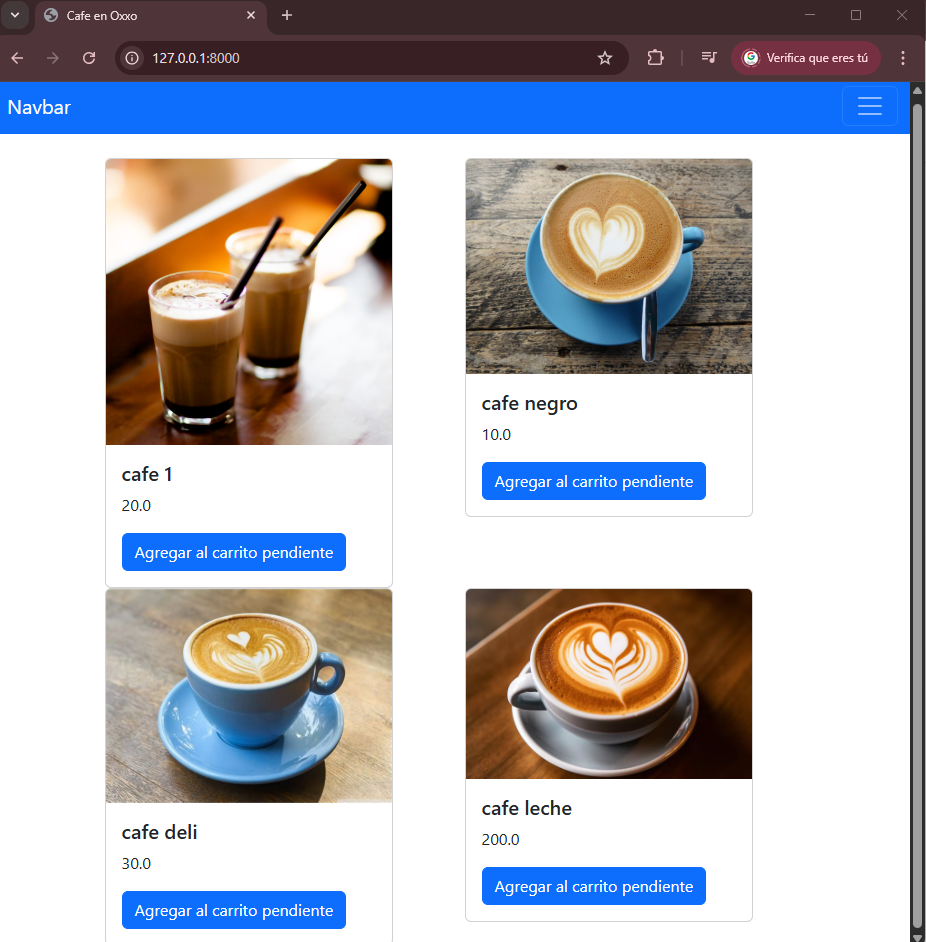 Cafe en Oxxo
127.0.0.1:8000
Verifica que eres tú
Navbar
cafe 1
20.0
Agregar al carrito pendiente
cafe negro
10.0
Agregar al carrito pendiente
cafe deli
30.0
Agregar al carrito pendiente
cafe leche
200.0
Agregar al carrito pendiente